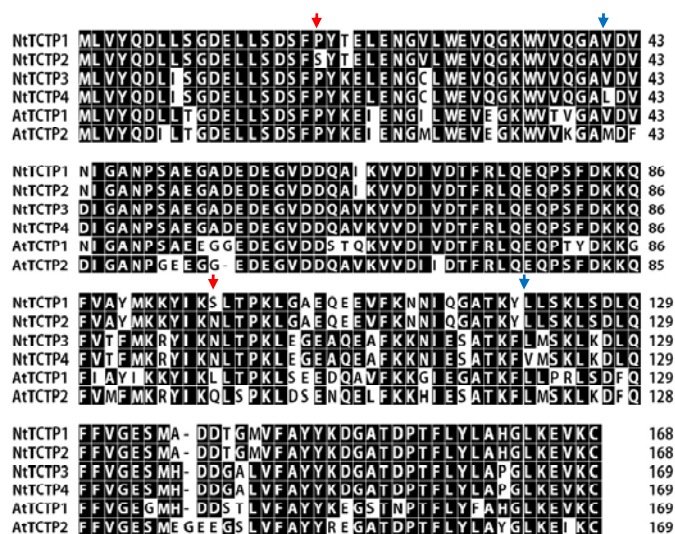 NtTCTP1 MLVYQDLLSGDELLSDSFPYTELENGVLWEVQGKWVVQGAVDV 43
NtTCTP2 MLVYQDLLSGDELLSDSFSYTELENGVLWEVQGKWVVQGAVDV 43
NtTCTP3 MLVYQDLISGDELLSDSFPYKELENGCLWEVQGKWVVQGAVDV 43
NtTCTP4 MLVYQDLISGDELLSDSFPYKELENGCLWEVQGKWVVQGALDV 43
AtTCTP1 MLVYQDLLTGDELLSDSFPYKEIENGILWEVEGKWVTVGAVDV 43
AtTCTP2 MLVYQDILTGDELLSDSFPYKEIENGMLWEVEGKWVVKGAMDF 43
NtTCTP1 NIGANPSAEGADEDEGVDDQAIKVVDIVDTFRLQEQPSFDKKQ 86
NtTCTP2 NIGANPSAEGADEDEGVDDQAIKVVDIVDTFRLQEQPSFDKKQ 86
NtTCTP3 DIGANPSAEGADEDEGVDDQAVKVVDIVDTFRLQEQPSFDKKQ 86
NtTCTP4 DIGANPSAEGADEDEGVDDQAVKVVDIVDTFRLQEQPSFDKKQ 86
AtTCTP1 NIGANPSAEEGGEDEGVDDSTQKVVDIVDTFRLQEQPTYDKKG 86
AtTCTP2 DIGANPGEEGG-EDEGVDDQAVKVVDIIDTFRLQEQPSFDKKQ 85
NtTCTP1 FVAYMKKYIKSLTPKLGAEQEEVFKNNIQGATKYLLSKLSDLQ 129
NtTCTP2 FVAYMKKYIKNLTPKLGAEQEEVFKNNIQGATKYLLSKLSDLQ 129
NtTCTP3 FVTFMKRYIKNLTPKLEGEAQEAFKKNIESATKFLMSKLKDLQ 129
NtTCTP4 FVTFMKRYIKNLTPKLEGEAQEAFKKNIESATKFVMSKLKDLQ 129
AtTCTP1 FIAYIKKYIKLLTPKLSEEDQAVFKKGIEGATKFLLPRLSDFQ 129
AtTCTP2 FVMFMKRYIKQLSPKLDSENQELFKKHIESATKFLMSKLKDFQ 128
NtTCTP1 FFVGESMA-DDTGMVFAYYKDGATDPTFLYLAHGLKEVKC 168
NtTCTP2 FFVGESMA-DDTGMVFAYYKDGATDPTFLYLAHGLKEVKC 168
NtTCTP3 FFVGESMH-DDGALVFAYYKDGATDPTFLYLAPGLKEVKC 169
NtTCTP4 FFVGESMH-DDGALVFAYYKDGATDPTFLYLAPGLKEVKC 169
AtTCTP1 FFVGEGMH-DDSTLVFAYYKEGSTNPTFLYFAHGLKEVKC 169
AtTCTP2 FFVGESMEGEEGSLVFAYYREGATDPTFLYLAYGLKEIKC 169